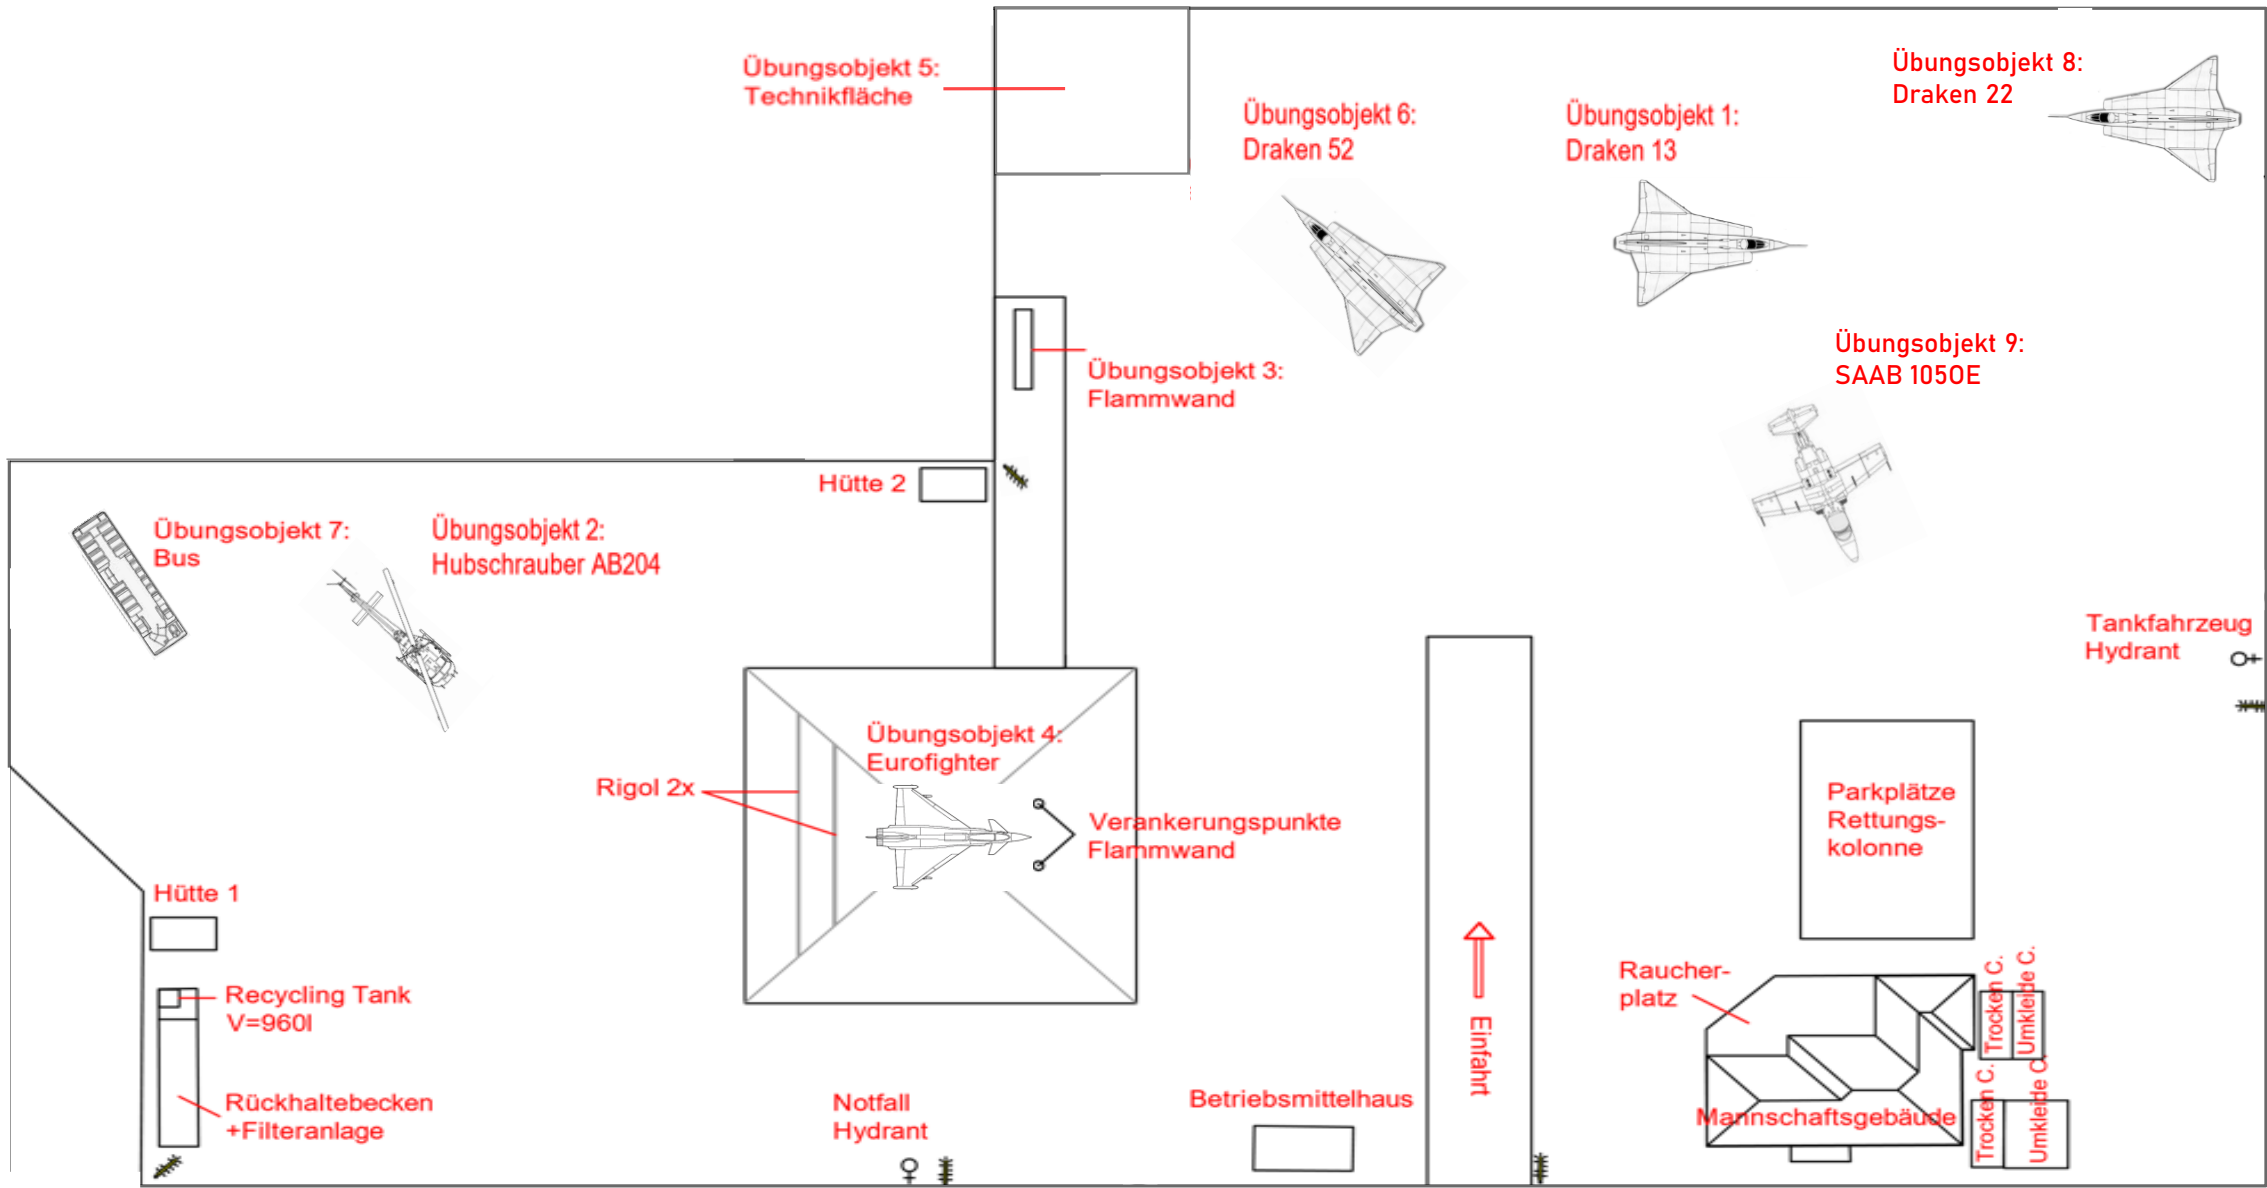 Übungsobjekt 5:
Technikfläche
Übungsobjekt 6:
Draken 52
Übungsobjekt 1:
Draken 13
Übungsobjekt 8:
Draken 22
Übungsobjekt 3:
Flammwand
Übungsobjekt 9:
SAAB 105OE
Hütte 2
Übungsobjekt 7:
Bus
Übungsobjekt 2:
Hubschrauber AB204
Tankfahrzeug
Hydrant
Übungsobjekt 4:
Eurofighter
Rigol 2x
Verankerungspunkte
Flammwand
Parkplätze
Rettungs-
kolonne
Hütte 1
Recycling Tank
V=960l
Rückhaltebecken
+Filteranlage
Notfall
Hydrant
Betriebsmittelhaus
Einfahrt
Raucher-
platz
Mannschaftsgebäude
Trocken C.
Umkleide C.
Trocken C.
Umkleide C.